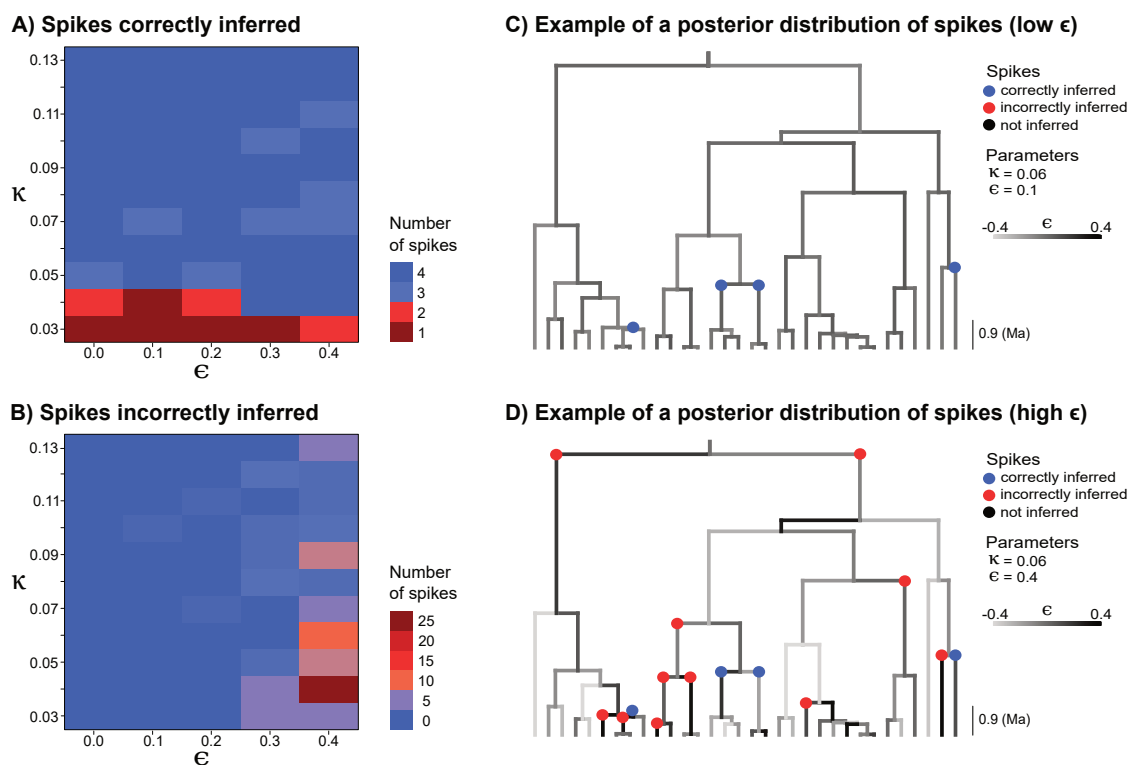 A) Spikes correctly inferred
0.13
0.11
0.09
κ
0.07
0.05
0.03
0.0 0.1 0.2 0.3 0.4
ϵ
Number
of spikes
4
3
2
1
B) Spikes incorrectly inferred
0.13
0.11
0.09
κ
0.07
0.05
0.03
0.0 0.1 0.2 0.3 0.4
ϵ
Number
of spikes
25
20
15
10
5
0
C) Example of a posterior distribution of spikes (low ϵ)
Spikes
correctly inferred
incorrectly inferred
not inferred
Parameters
κ = 0.06
ϵ = 0.1
-0.4 ϵ 0.4
0.9 (Ma)
D) Example of a posterior distribution of spikes (high ϵ)
Spikes
correctly inferred
incorrectly inferred
not inferred
Parameters
κ = 0.06
ϵ = 0.4
-0.4 ϵ 0.4
0.9 (Ma)